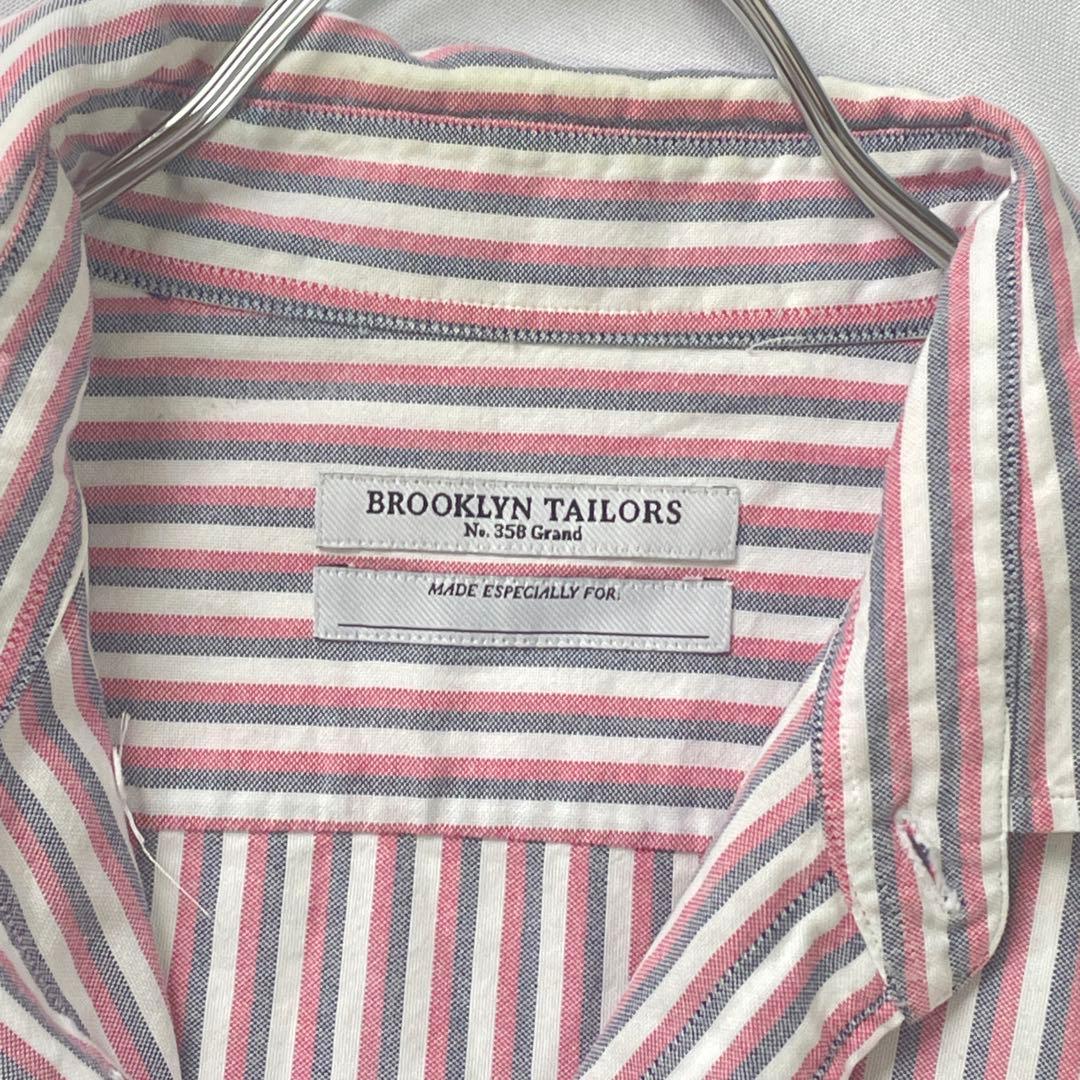 BROOKLYN TAILORS
No. 358 Grand
MADE ESPECIALLY FOR: